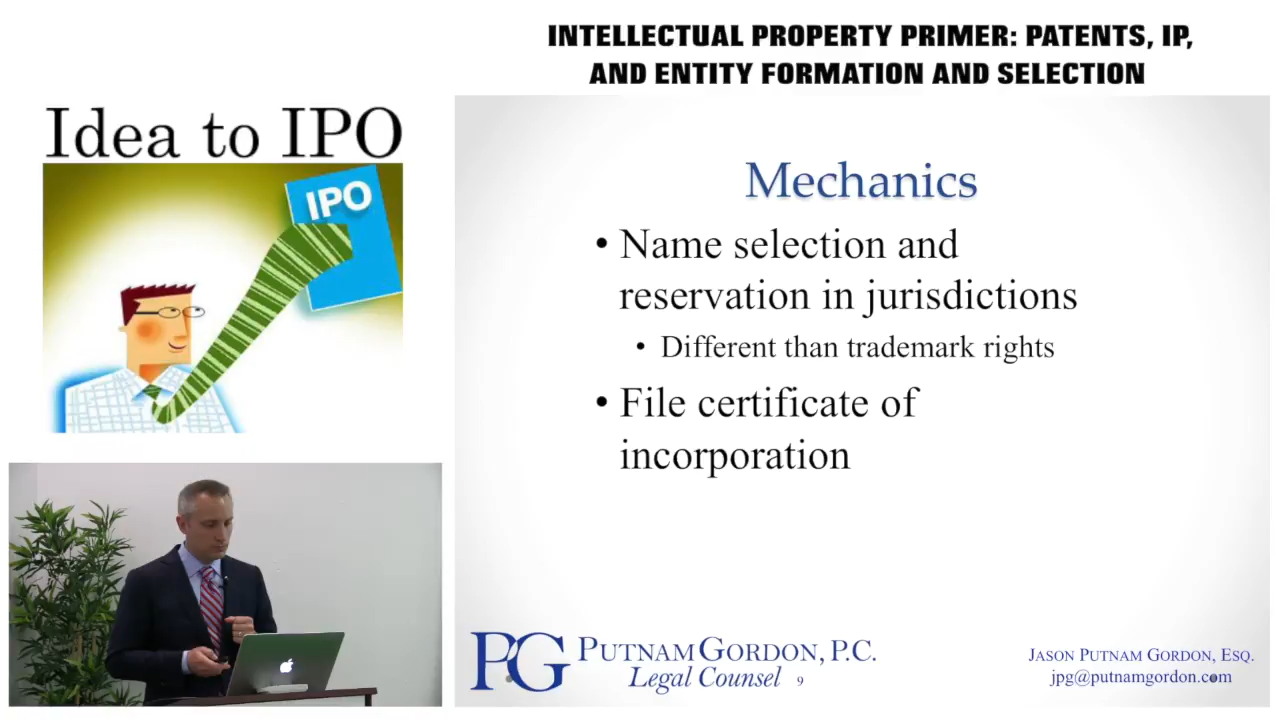 INTELLECTUAL PROPERTY PRIMER: PATENTS, IP,
AND ENTITY FORMATION AND SELECTION
Idea to IPO
IPO
Mechanics
• Name selection and
reservation in jurisdictions
• Different than trademark rights
• File certificate of
incorporation
PG PUTNAM GORDON, P.C.
Legal Counsel 9
JASON PUTNAM GORDON, ESQ.
jpg@putnamgordon.com